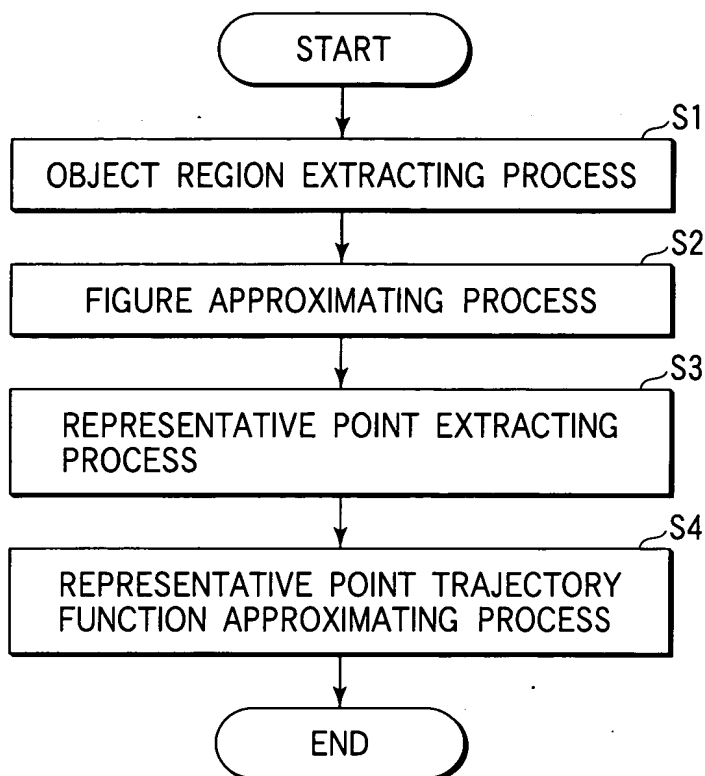 START
S1
OBJECT REGION EXTRACTING PROCESS
S2
FIGURE APPROXIMATING PROCESS
S3
REPRESENTATIVE POINT EXTRACTING
PROCESS
S4
REPRESENTATIVE POINT TRAJECTORY
FUNCTION APPROXIMATING PROCESS
END